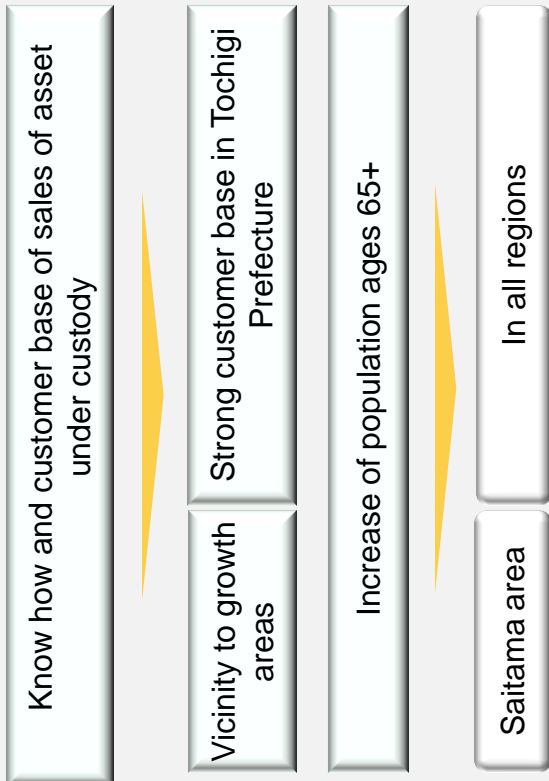 Know how and customer base of sales of asset
under custody
Vicinity to growth
areas
Strong customer base in Tochigi
Prefecture
Increase of population ages 65+
Saitama area
In all regions